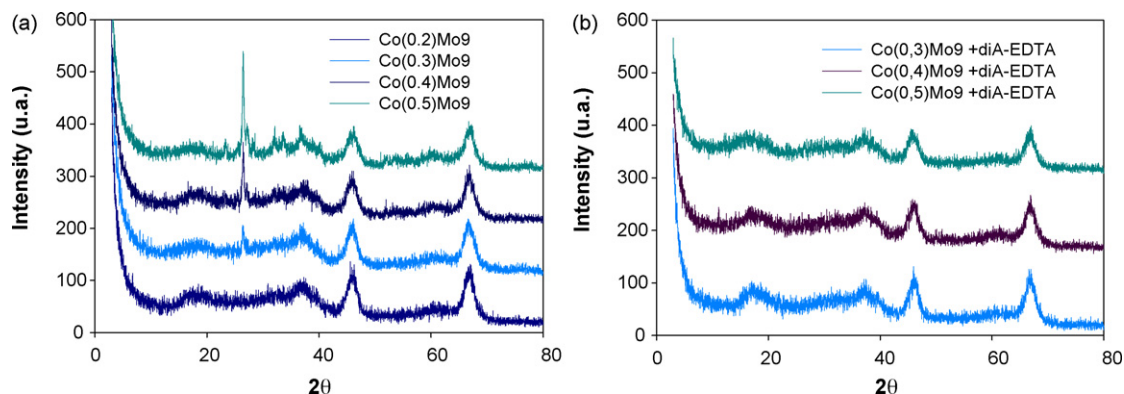 (a)
600
500
400
300
200
100
0
Intensity (u.a.)
Co(0.2)Mo9
Co(0.3)Mo9
Co(0.4)Mo9
Co(0.5)Mo9
0 20 40 60 80
2θ
(b)
600
500
400
300
200
100
0
Intensity (u.a.)
Co(0,3)Mo9 +diA-EDTA
Co(0,4)Mo9 +diA-EDTA
Co(0,5)Mo9 +diA-EDTA
0 20 40 60 80
2θ